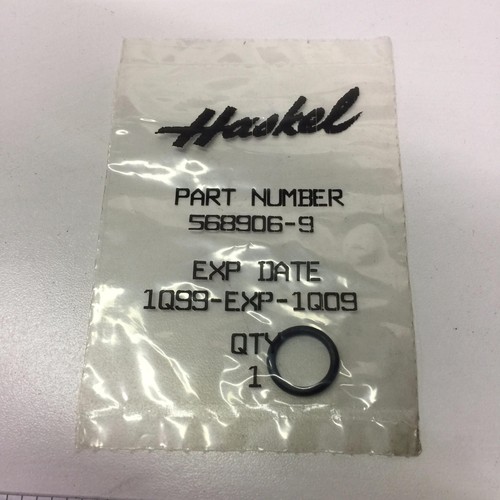 Haskel
PART NUMBER
568906-9
EXP DATE
1Q99-EXP-1Q09
QTY
1